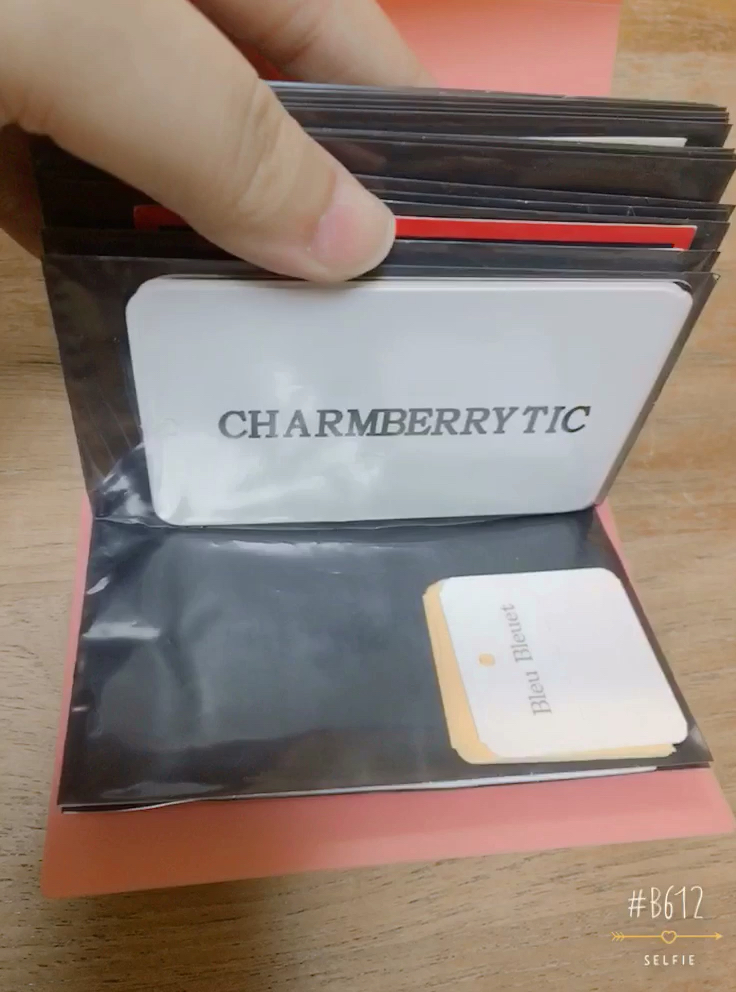 CHARMBERRYTIC
Bleu Bleuet
#B612
SELFIE